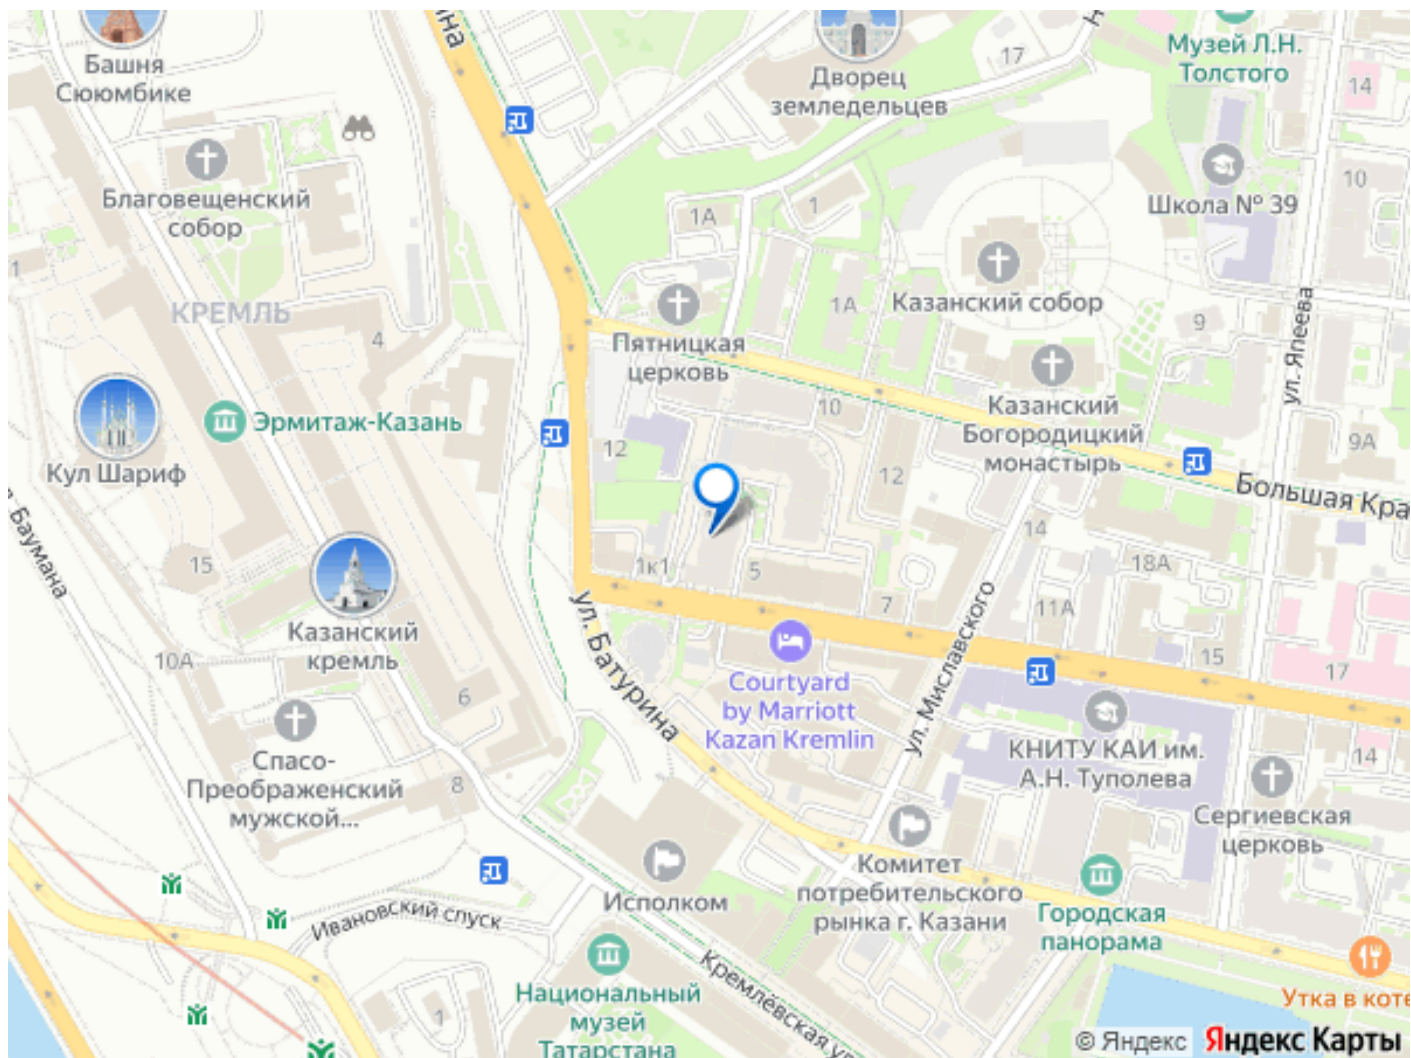 Башня
Сююмбике
ина
Дворец
земледельцев
17
Н
Музей Л.Н.
Толстого
14
Благовещенский
собор
Школа № 39
10
1А
1
1
КРЕМЛЬ
4
Пятницкая
церковь
1А
Казанский собор
9
ул. Япеева
Кул Шариф
Эрмитаж-Казань
12
10
12
Казанский
Богородицкий
монастырь
9А
Большая Кра
Баумана
15
1к1
5
7
14
18А
11А
15
17
Казанский
кремль
10А
6
ул. Батурина
Courtyard
by Marriott
Kazan Kremlin
ул. Миславского
КНИТУ КАИ им.
А.Н. Туполева
14
Спасо-
Преображенский
мужской...
8
Сергиевская
церковь
Исполком
Комитет
потребительского
рынка г. Казани
Городская
панорама
Ивановский спуск
Национальный
музей
Татарстана
1
Кремлёвская ул
Утка в коте
© Яндекс Яндекс Карты